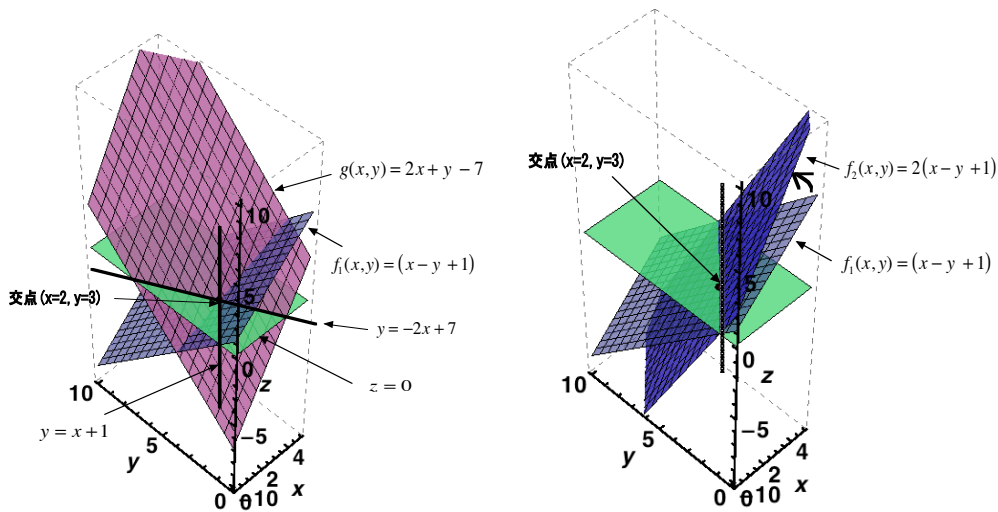 g(x,y) = 2x + y − 7
10
f₁(x,y) = (x − y + 1)
5
交点(x=2,y=3)
y = −2x + 7
0
z
z = 0
10
y = x + 1
−5
5
4
y
2
x
0
0
10
交点(x=2,y=3)
f₂(x,y) = 2(x − y + 1)
10
f₁(x,y) = (x − y + 1)
5
0
z
10
−5
5
4
y
2
x
0
0
10